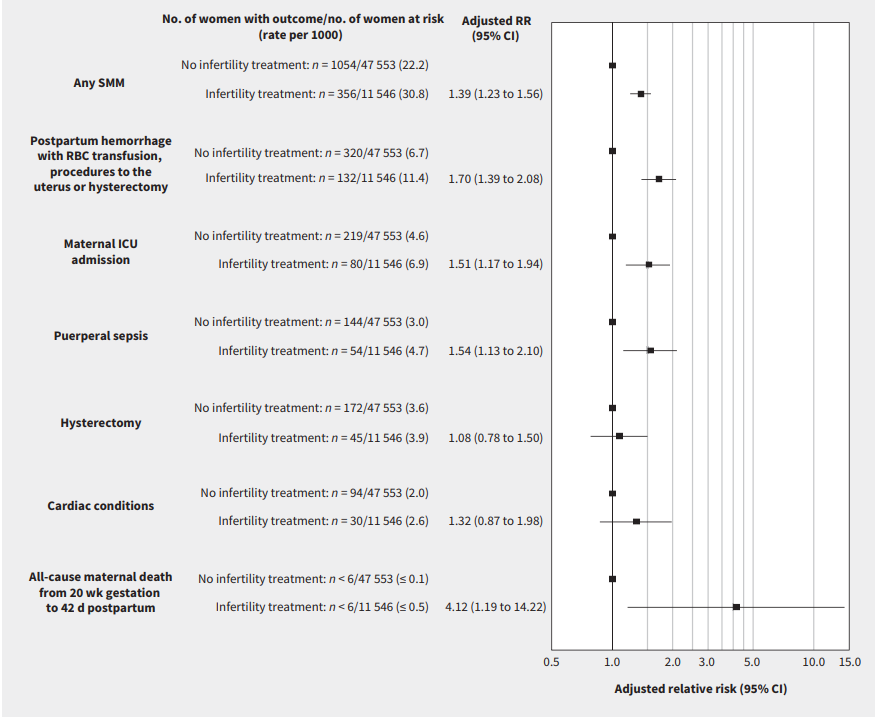 No. of women with outcome/no. of women at risk
(rate per 1000)
Adjusted RR
(95% CI)
Any SMM
No infertility treatment: n = 1054/47 553 (22.2)
Infertility treatment: n = 356/11 546 (30.8)
1.39 (1.23 to 1.56)
Postpartum hemorrhage
with RBC transfusion,
procedures to the
uterus or hysterectomy
No infertility treatment: n = 320/47 553 (6.7)
Infertility treatment: n = 132/11 546 (11.4)
1.70 (1.39 to 2.08)
Maternal ICU
admission
No infertility treatment: n = 219/47 553 (4.6)
Infertility treatment: n = 80/11 546 (6.9)
1.51 (1.17 to 1.94)
Puerperal sepsis
No infertility treatment: n = 144/47 553 (3.0)
Infertility treatment: n = 54/11 546 (4.7)
1.54 (1.13 to 2.10)
Hysterectomy
No infertility treatment: n = 172/47 553 (3.6)
Infertility treatment: n = 45/11 546 (3.9)
1.08 (0.78 to 1.50)
Cardiac conditions
No infertility treatment: n = 94/47 553 (2.0)
Infertility treatment: n = 30/11 546 (2.6)
1.32 (0.87 to 1.98)
All-cause maternal death
from 20 wk gestation
to 42 d postpartum
No infertility treatment: n < 6/47 553 (≤ 0.1)
Infertility treatment: n < 6/11 546 (≤ 0.5)
4.12 (1.19 to 14.22)
0.5 1.0 2.0 3.0 5.0 10.0 15.0
Adjusted relative risk (95% CI)